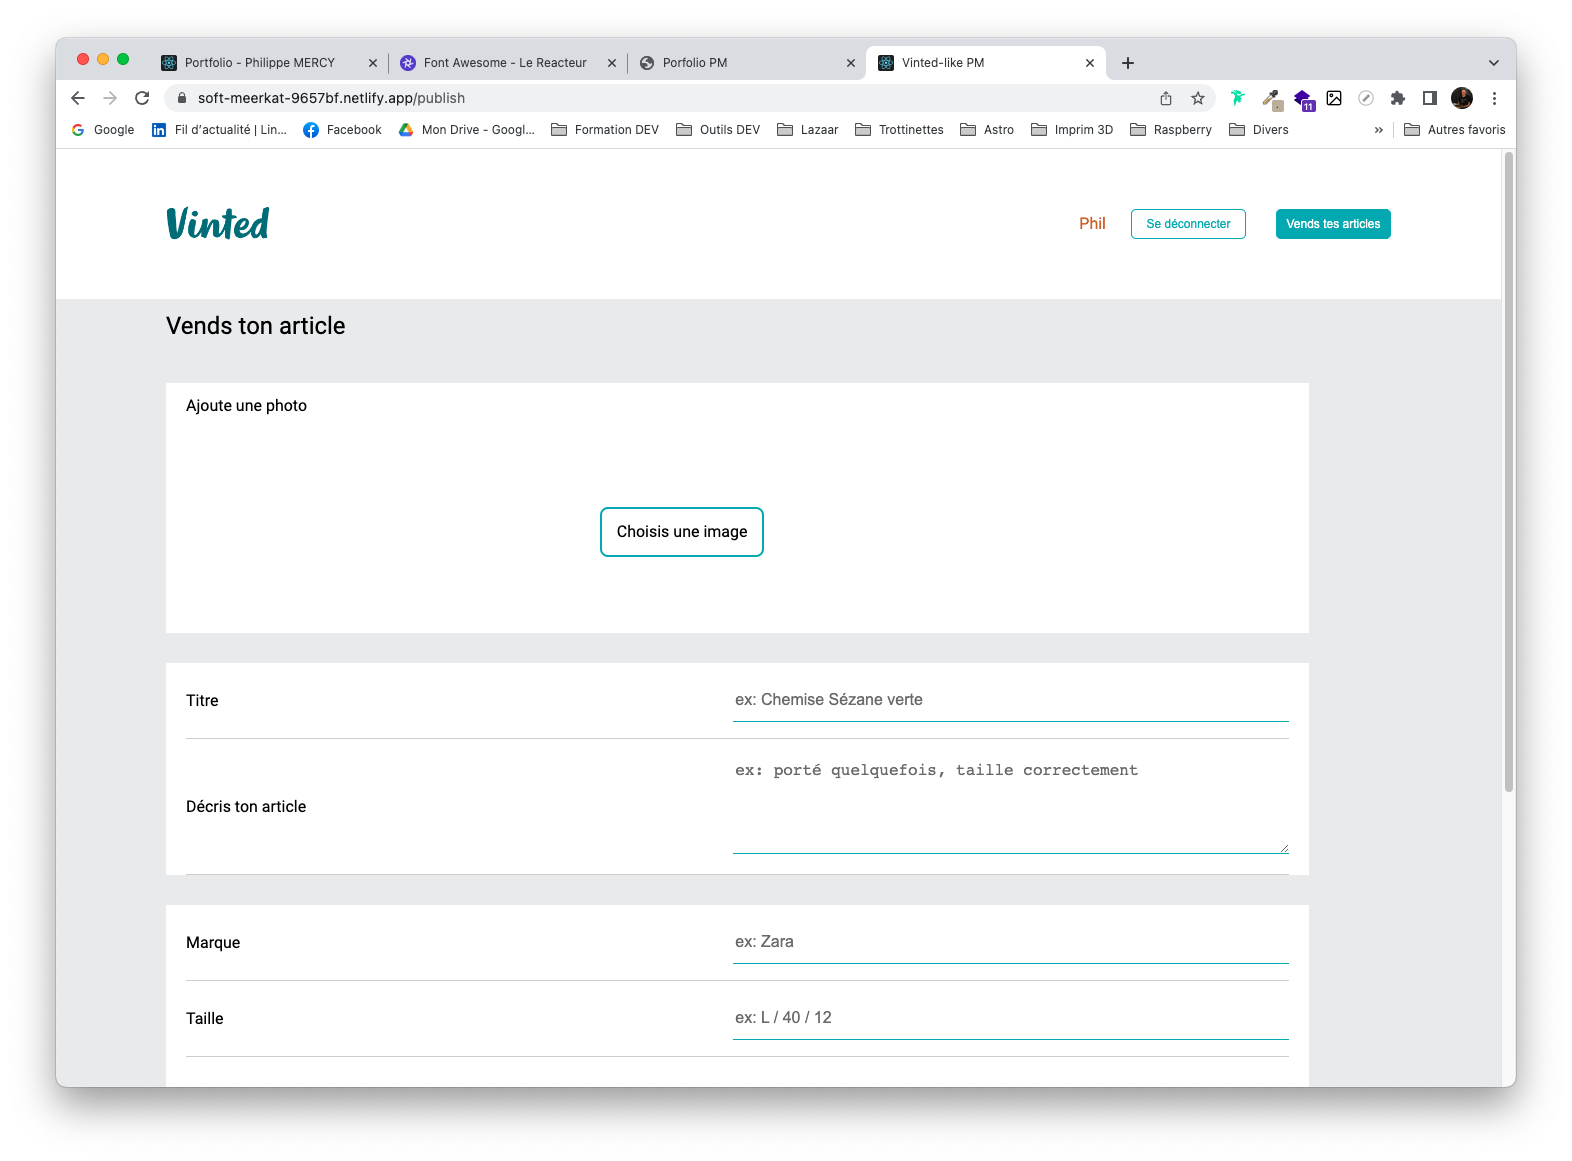 Portfolio - Philippe MERCY
Font Awesome - Le Reacteur
Porfolio PM
Vinted-like PM
soft-meerkat-9657bf.netlify.app/publish
11
Google
Fil d'actualité | Lin...
Facebook
Mon Drive - Googl...
Formation DEV
Outils DEV
Lazaar
Trottinettes
Astro
Imprim 3D
Raspberry
Divers
»
Autres favoris
Vinted
Phil
Se déconnecter
Vends tes articles
Vends ton article
Ajoute une photo
Choisis une image
Titre
ex: Chemise Sézane verte
ex: porté quelquefois, taille correctement
Décris ton article
Marque
ex: Zara
Taille
ex: L / 40 / 12